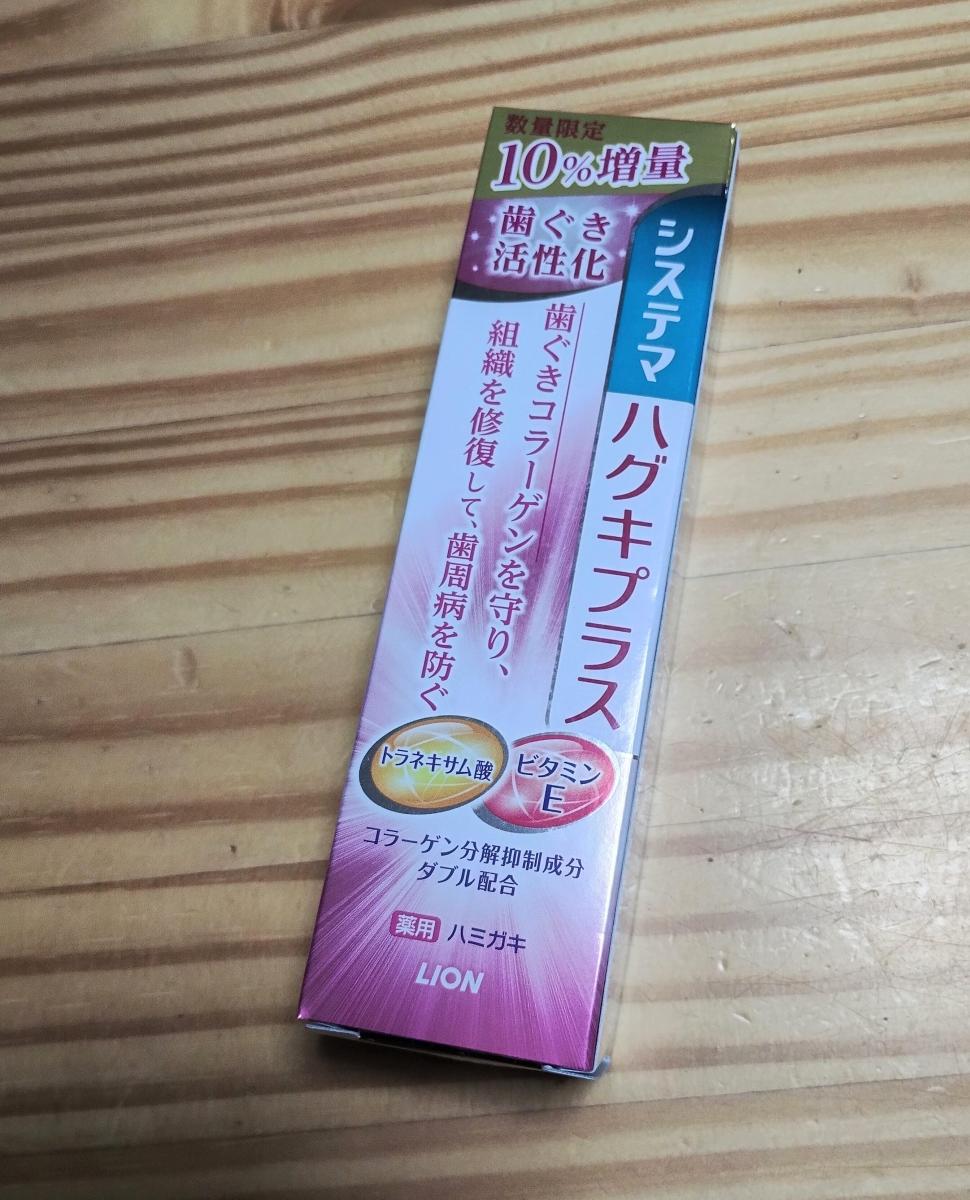 数量限定
10%増量
歯ぐき
活性化
システマ
ハグキプラス
歯ぐきコラーゲンを守り、
組織を修復して、歯周病を防ぐ
トラネキサム酸
ビタミン
E
コラーゲン分解抑制成分
ダブル配合
薬用 ハミガキ
LION